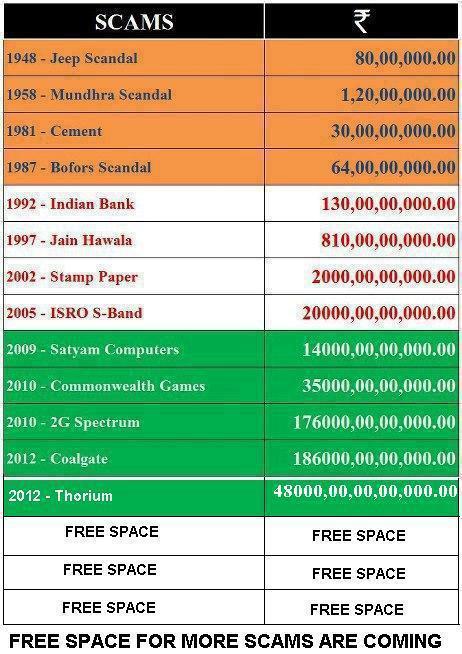 SCAMS ₹
1948 - Jeep Scandal 80,00,000.00
1958 - Mundhra Scandal 1,20,00,000.00
1981 - Cement 30,00,00,000.00
1987 - Bofors Scandal 64,00,00,000.00
1992 - Indian Bank 130,00,00,000.00
1997 - Jain Hawala 810,00,00,000.00
2002 - Stamp Paper 2000,00,00,000.00
2005 - ISRO S-Band 20000,00,00,000.00
2009 - Satyam Computers 14000,00,00,000.00
2010 - Commonwealth Games 35000,00,00,000.00
2010 - 2G Spectrum 176000,00,00,000.00
2012 - Coalgate 186000,00,00,000.00
2012 - Thorium 48000,00,00,00,000.00
FREE SPACE FREE SPACE
FREE SPACE FREE SPACE
FREE SPACE FREE SPACE
FREE SPACE FOR MORE SCAMS ARE COMING